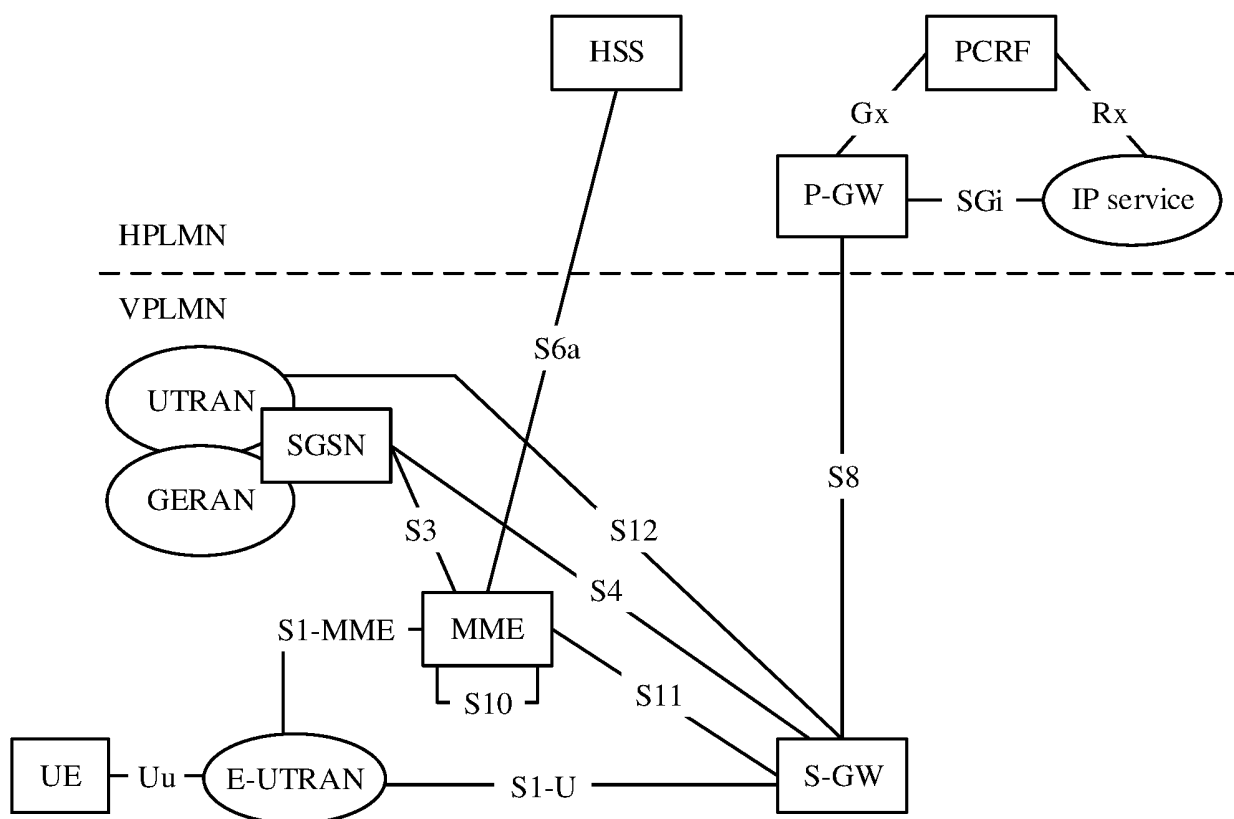 HSS
PCRF
Gx
Rx
P-GW
SGi
IP service
HPLMN
VPLMN
S6a
UTRAN
SGSN
GERAN
S8
S3
S12
S4
S1-MME
MME
S10
S11
UE
Uu
E-UTRAN
S1-U
S-GW